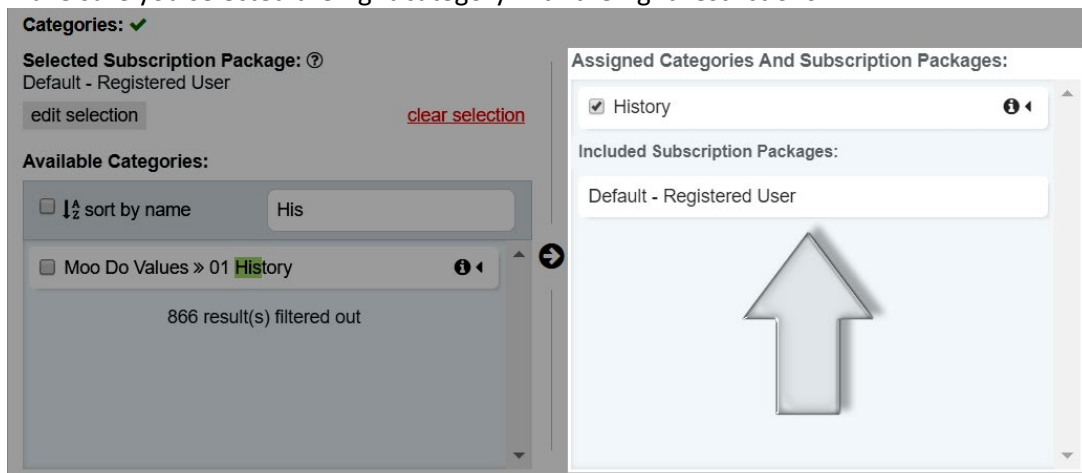 Categories: ✔
Selected Subscription Package: ?
Default - Registered User
edit selection
clear selection
Available Categories:
sort by name
His
Moo Do Values » 01 History
866 result(s) filtered out
Assigned Categories And Subscription Packages:
History
Included Subscription Packages:
Default - Registered User